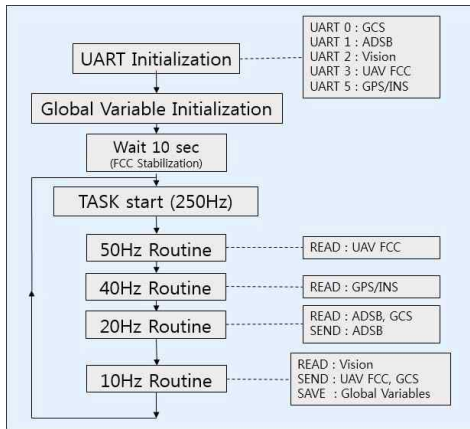 UART Initialization
UART 0 : GCS
UART 1 : ADSB
UART 2 : Vision
UART 3 : UAV FCC
UART 5 : GPS/INS
Global Variable Initialization
Wait 10 sec
(FCC Stabilization)
TASK start (250Hz)
50Hz Routine
READ : UAV FCC
40Hz Routine
READ : GPS/INS
20Hz Routine
READ : ADSB, GCS
SEND : ADSB
10Hz Routine
READ : Vision
SEND : UAV FCC, GCS
SAVE : Global Variables